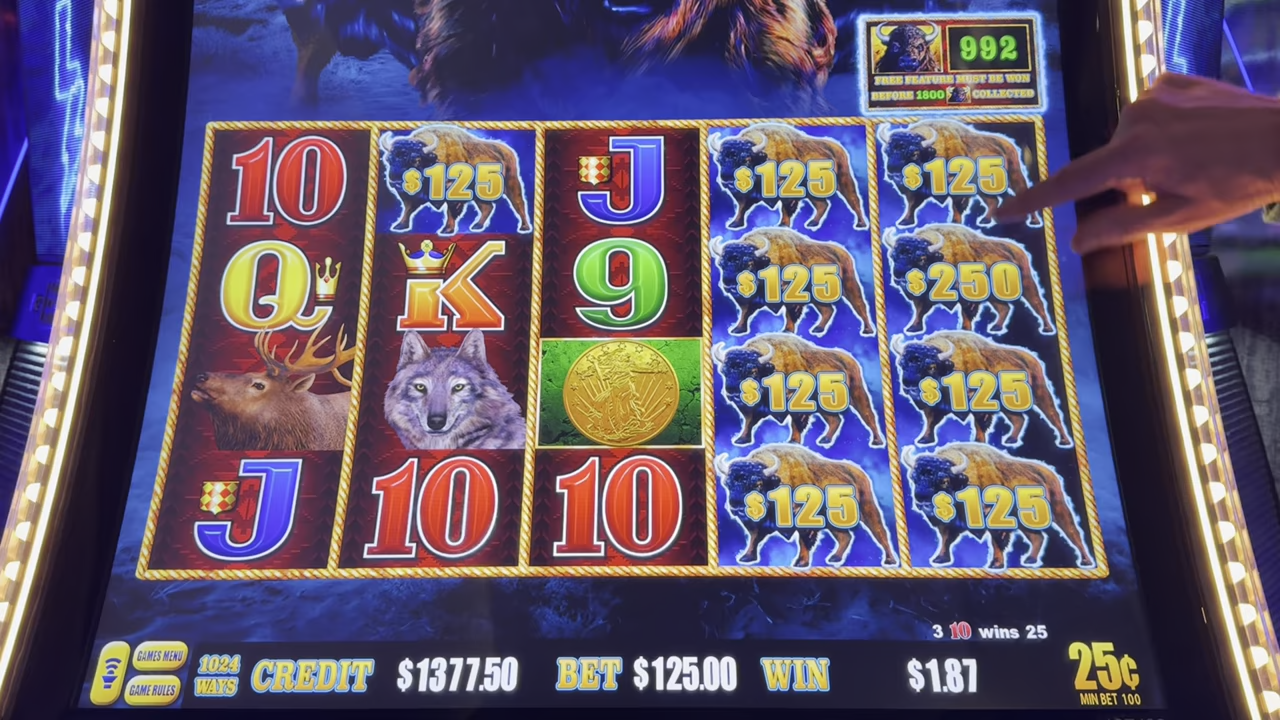 992
FREE FEATURE MUST BE WON
BEFORE 1800 COLLECTED
10 $125 J $125 $125
Q K 9 $125 $250
$125 $125
J 10 10 $125 $125
3 10 wins 25
GAMES MENU
GAME RULES
1024
WAYS
CREDIT $1377.50 BET $125.00 WIN $1.87
25¢
MIN BET 100